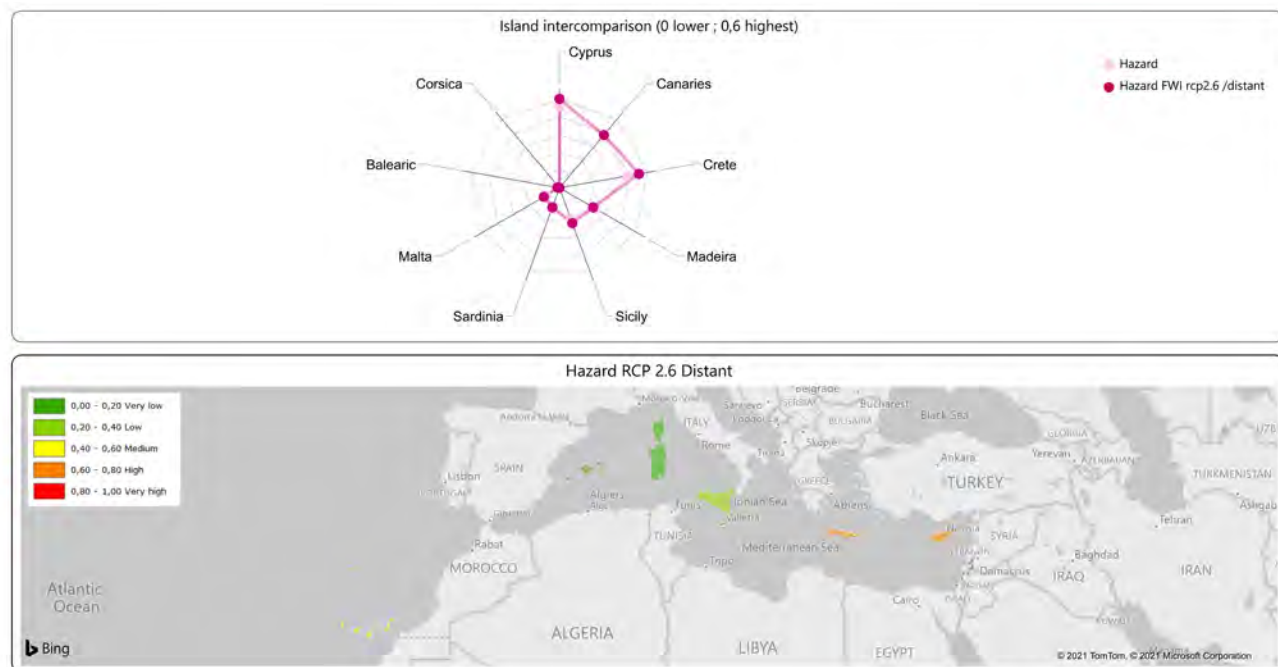 Island intercomparison (0 lower ; 0,6 highest)
Cyprus
Corsica
Canaries
Balearic
Crete
Malta
Madeira
Sardinia
Sicily
Hazard
Hazard FWI rcp2.6 /distant
Hazard RCP 2.6 Distant
0,00 - 0,20 Very low
0,20 - 0,40 Low
0,40 - 0,60 Medium
0,60 - 0,80 High
0,80 - 1,00 Very high
Belgrade
Bucharest
Black Sea
ITALY
Rome
Skopje
BULGARIA
GEORGIA
Yerevan
AZERBAIJAN
TURKMENISTAN
Ankara
TURKEY
Lisbon
SPAIN
PORTUGAL
GREECE
Athens
Algiers
Tunis
Ionian Sea
Valletta
Gibraltar
TUNISIA
Nicosia
SYRIA
Tehran
Rabat
MOROCCO
Mediterranean Sea
Damascus
Baghdad
IRAQ
IRAN
Atlantic
Ocean
Cairo
ALGERIA
LIBYA
EGYPT
KUWAIT
Bing
© 2021 TomTom, © 2021 Microsoft Corporation